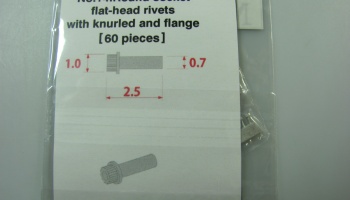 flat-head rivets
with knurled and flange
[60 pieces]
1.0
0.7
2.5